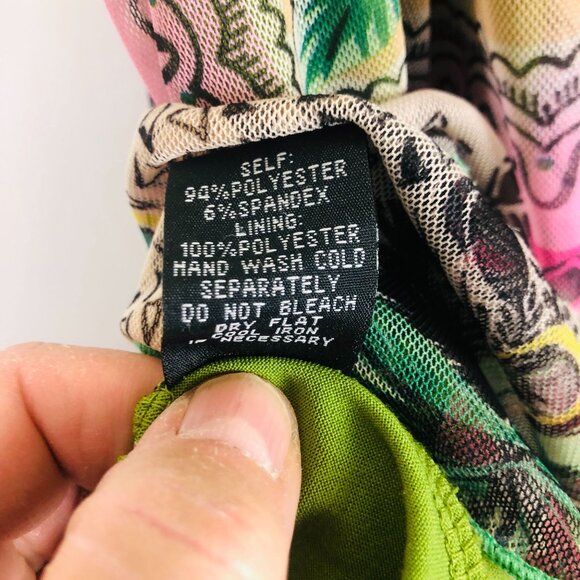 SELF:
94%POLYESTER
6%SPANDEX
LINING:
100%POLYESTER
HAND WASH COLD
SEPARATELY
DO NOT BLEACH
DRY FLAT
COOL IRON
IF NECESSARY